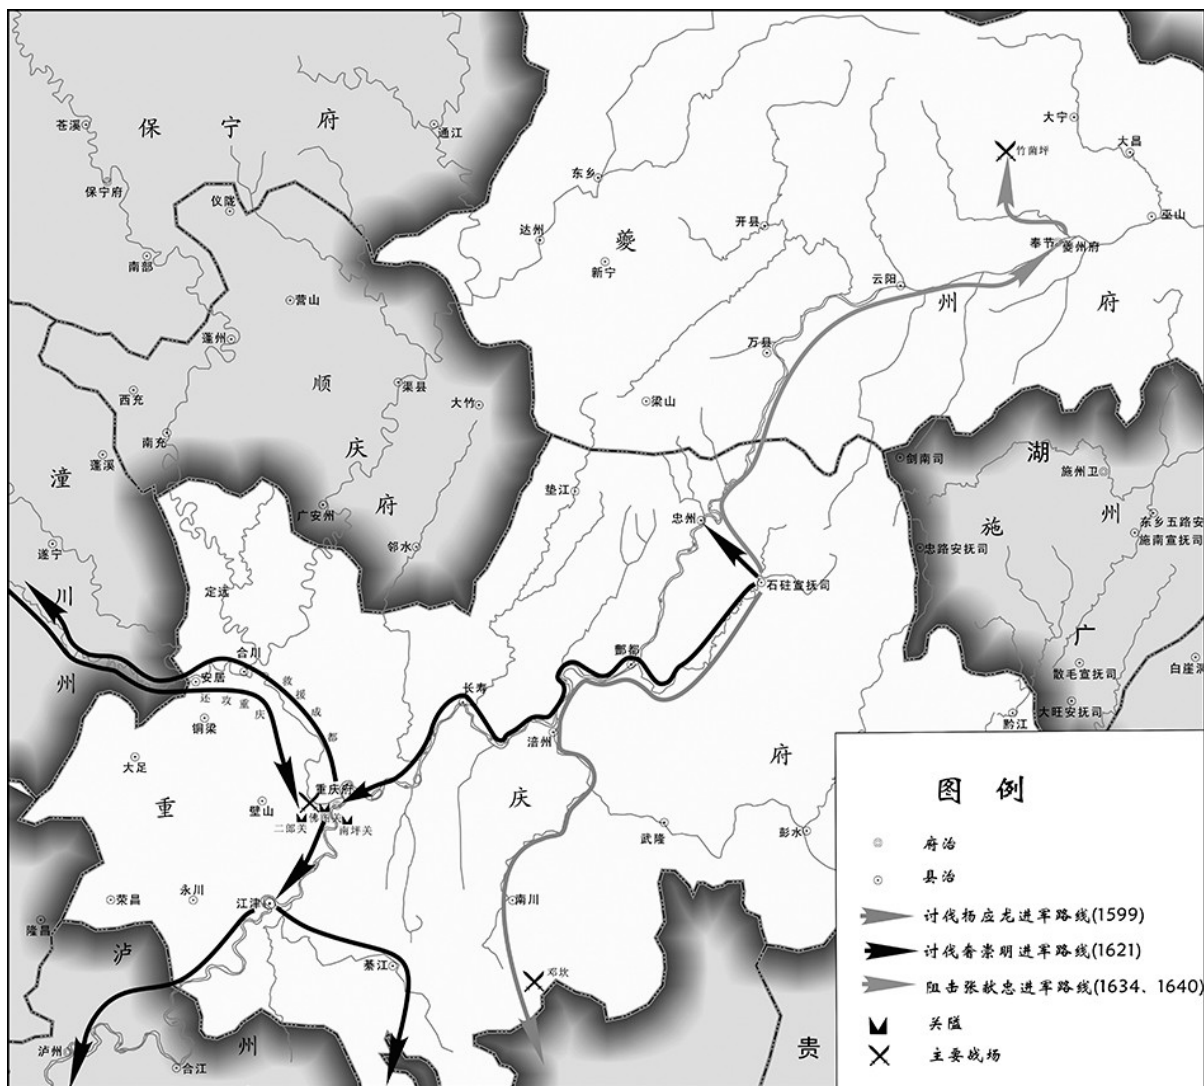 保宁府
苍溪
通江
保宁府
仪陇
南部
营山
蓬州
顺庆府
渠县
大竹
西充
南充
蓬溪
广安州
邻水
潼川州
遂宁
大宁
大昌
竹菌坪
东乡
达州
开县
巫山
夔州府
新宁
奉节
夔州府
云阳
万县
梁山
湖广
剑南司
施州卫
施州
东乡五路安
施南宣抚司
忠路安抚司
散毛宣抚司
白崖洞
大旺安抚司
黔江
垫江
忠州
石砫宣抚司
定远
合川
安居
救援成都
还攻重庆
铜梁
长寿
酆都
涪州
大足
重庆府
重庆府
璧山
二郎关
佛图关
南坪关
武隆
彭水
荣昌
永川
江津
南川
隆昌
泸州
綦江
邓坎
泸州
合江
贵
图例
府治
县治
讨伐杨应龙进军路线(1599)
讨伐奢崇明进军路线(1621)
阻击张献忠进军路线(1634、1640)
关隘
主要战场